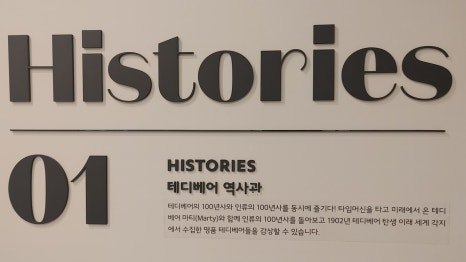 Histories
01
HISTORIES
테디베어 역사관
테디베어의 100년사와 인류의 100년사를 동시에 즐기다! 타임머신을 타고 미래에서 온 테디
베어 마티(Marty)와 함께 인류의 100년사를 돌아보고 1902년 테디베어 탄생 이래 세계 각지
에서 수집한 명품 테디베어들을 감상할 수 있습니다.